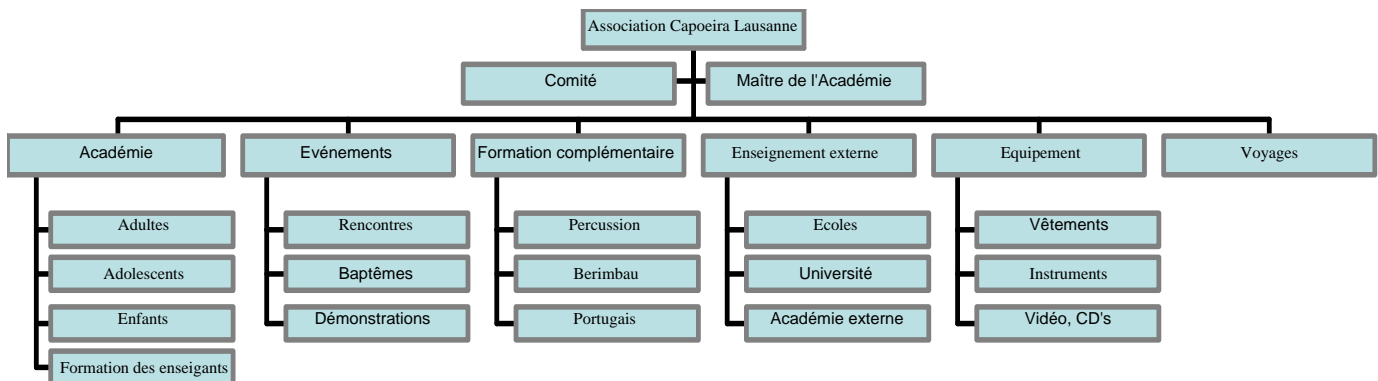 Association Capoeira Lausanne
Comité
Maître de l'Académie
Académie
Evénements
Formation complémentaire
Enseignement externe
Equipement
Voyages
Adultes
Rencontres
Percussion
Ecoles
Vêtements
Adolescents
Baptêmes
Berimbau
Université
Instruments
Enfants
Démonstrations
Portugais
Académie externe
Vidéo, CD's
Formation des enseigants